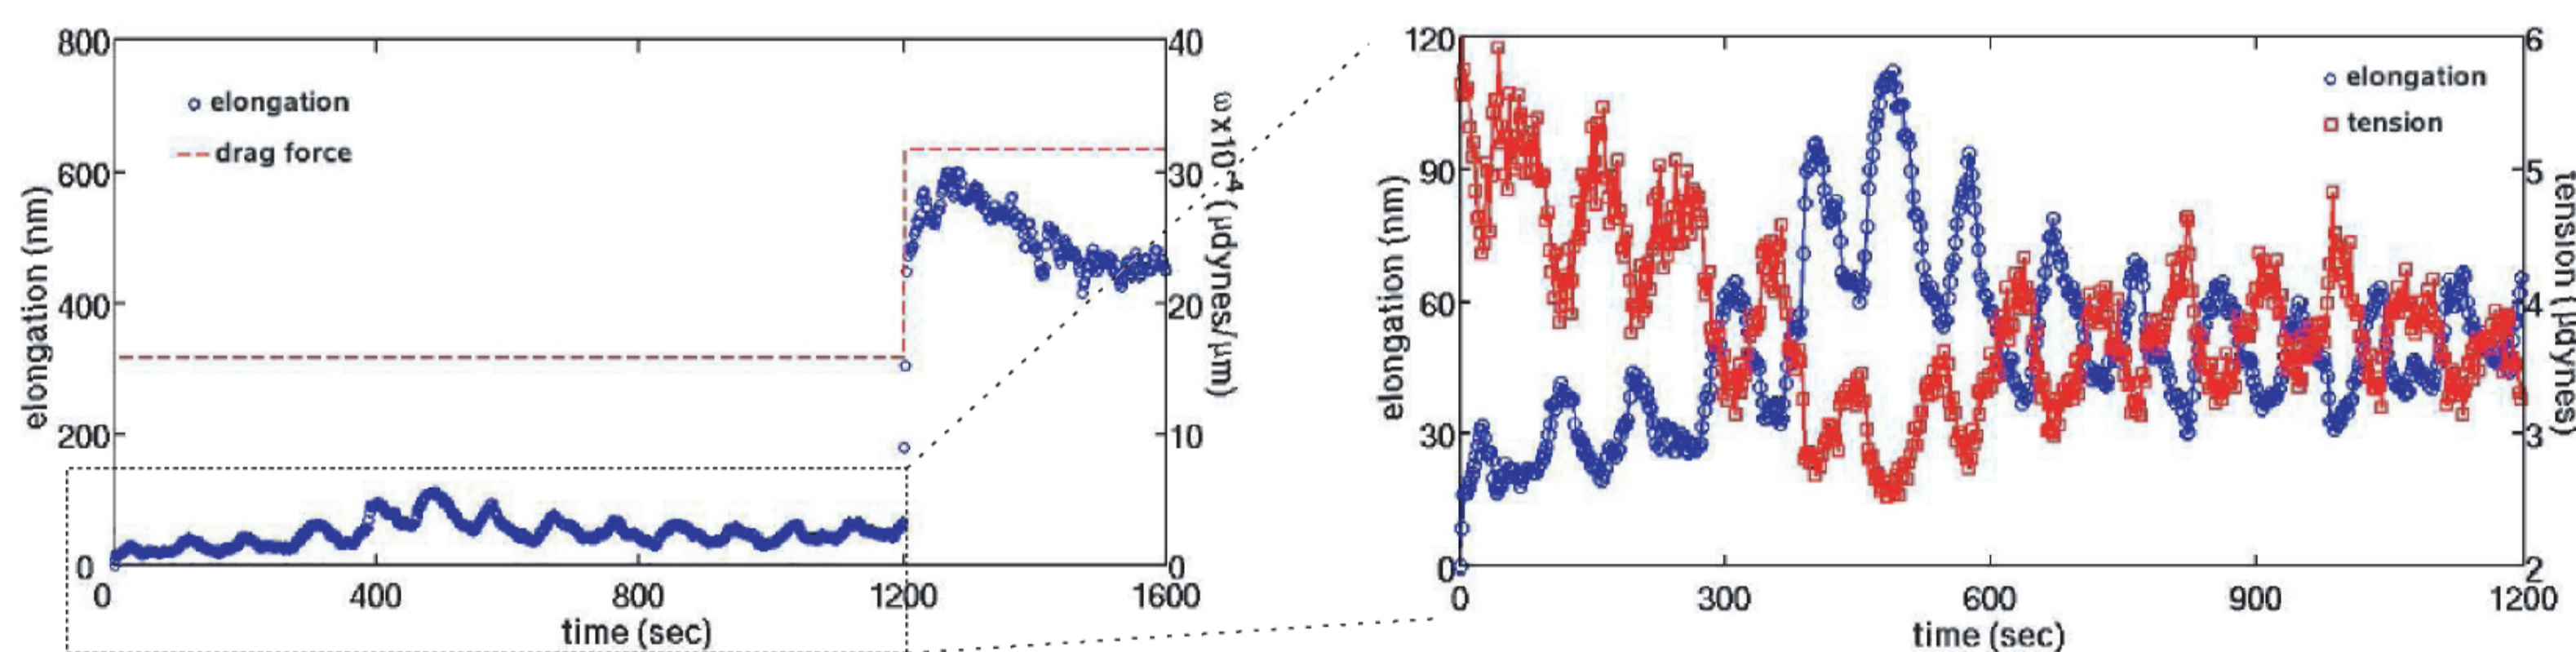 800
600
400
200
0
elongation (nm)
elongation
drag force
40
30
20
10
0
ω x 10⁻⁴ (μdynes/μm)
0 400 800 1200 1600
time (sec)
120
90
60
30
0
elongation (nm)
elongation
tension
6
5
4
3
2
tension (μdynes)
0 300 600 900 1200
time (sec)